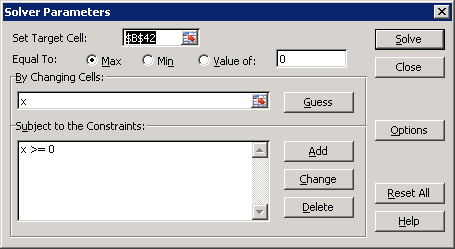 Solver Parameters
Set Target Cell: $B$42 Solve
Equal To: Max Min Value of: 0
Close
By Changing Cells:
x Guess
Subject to the Constraints:
Options
x >= 0 Add
Change
Reset All
Delete
Help